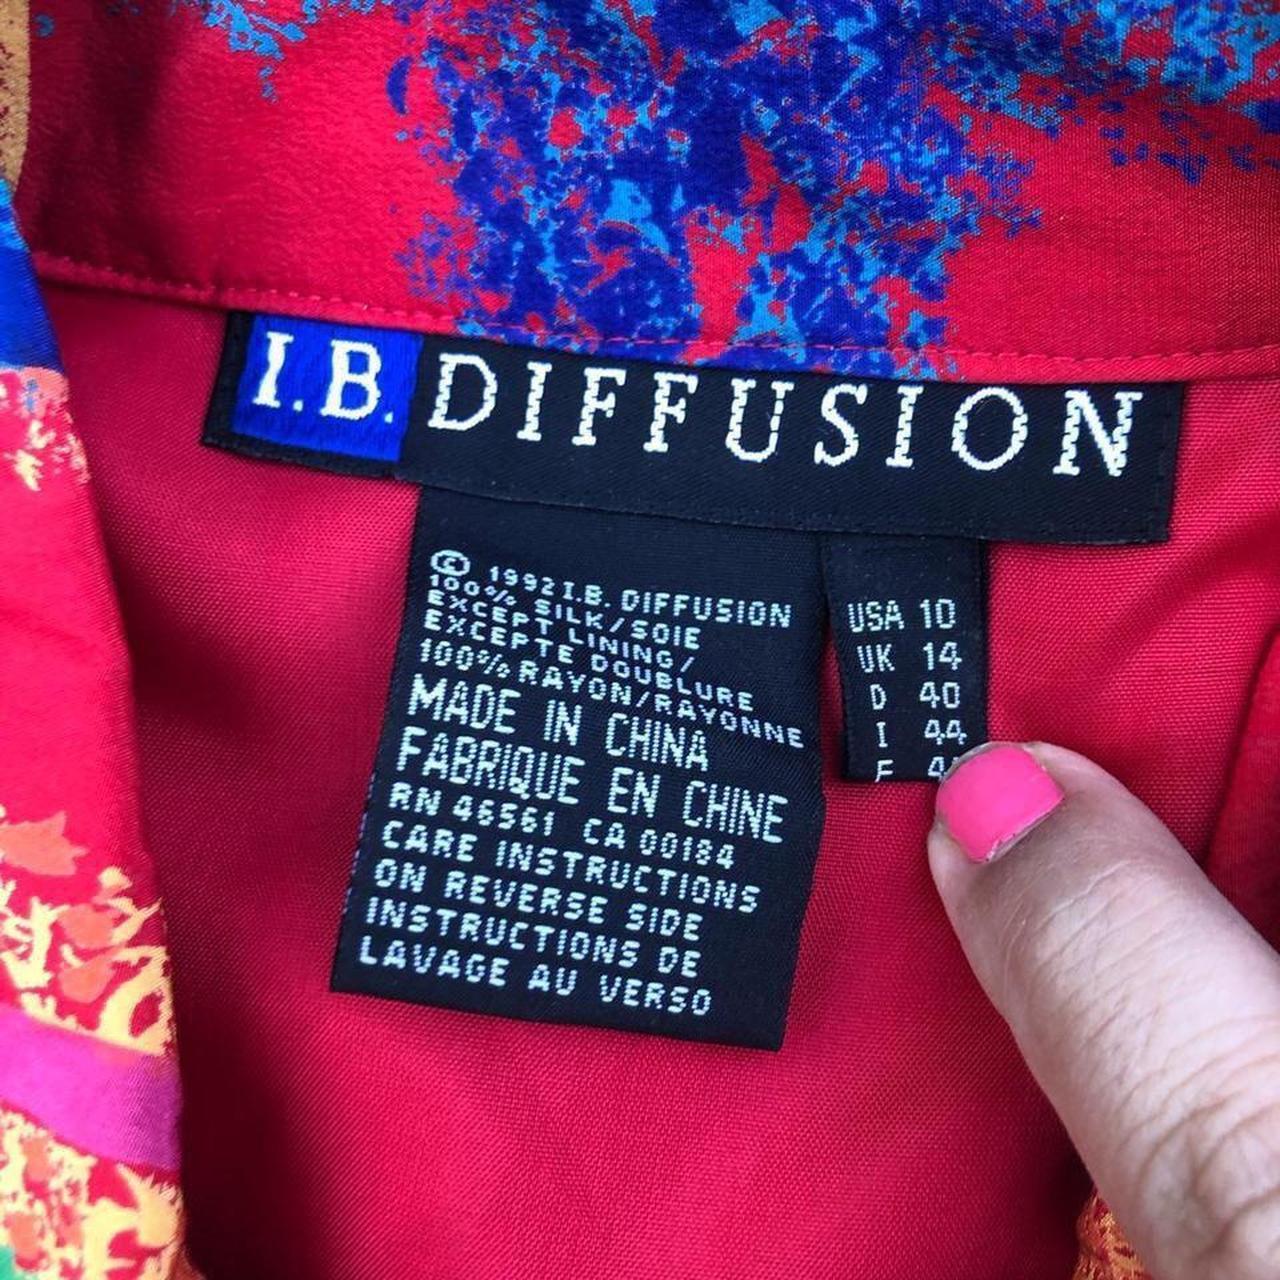 I.B. DIFFUSION
© 1992 I.B. DIFFUSION
100% SILK/SOIE
EXCEPT LINING/
EXCEPTE DOUBLURE
100% RAYON/RAYONNE
MADE IN CHINA
FABRIQUE EN CHINE
RN 46561 CA 00184
CARE INSTRUCTIONS
ON REVERSE SIDE
INSTRUCTIONS DE
LAVAGE AU VERSO
USA 10
UK 14
D 40
I 44
F